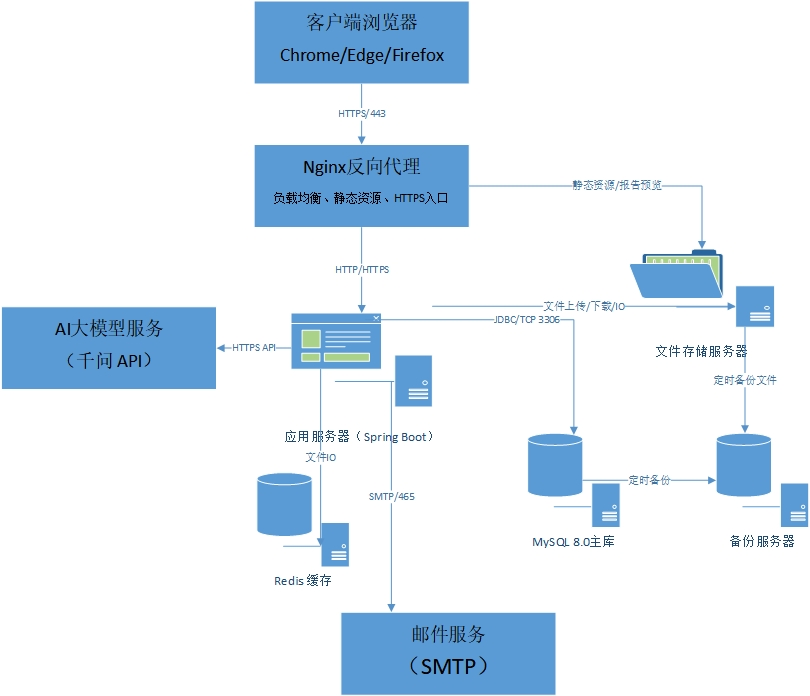 客户端浏览器
Chrome/Edge/Firefox
HTTPS/443
Nginx反向代理
负载均衡、静态资源、HTTPS入口
静态资源/报告预览
HTTP/HTTPS
文件上传/下载/IO
JDBC/TCP 3306
AI大模型服务
（千问 API）
HTTPS API
文件存储服务器
定时备份文件
应用服务器（Spring Boot）
文件IO
SMTP/465
定时备份
MySQL 8.0主库
备份服务器
Redis 缓存
邮件服务
（SMTP）